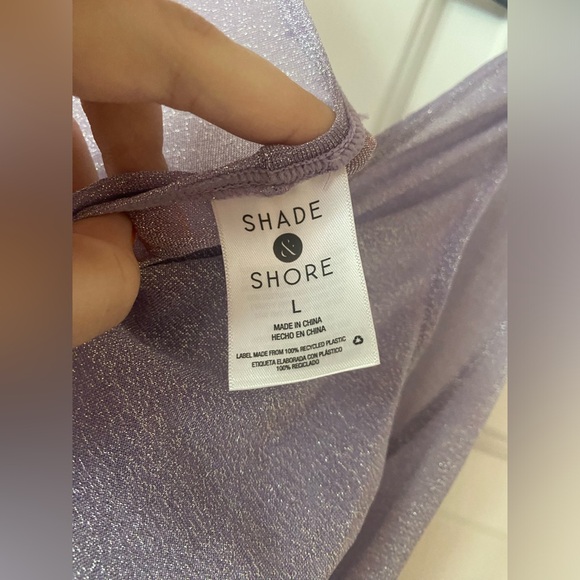 SHADE
&
SHORE
L
MADE IN CHINA
HECHO EN CHINA
LABEL MADE FROM 100% RECYCLED PLASTIC
ETIQUETA ELABORADA CON PLÁSTICO
100% RECICLADO